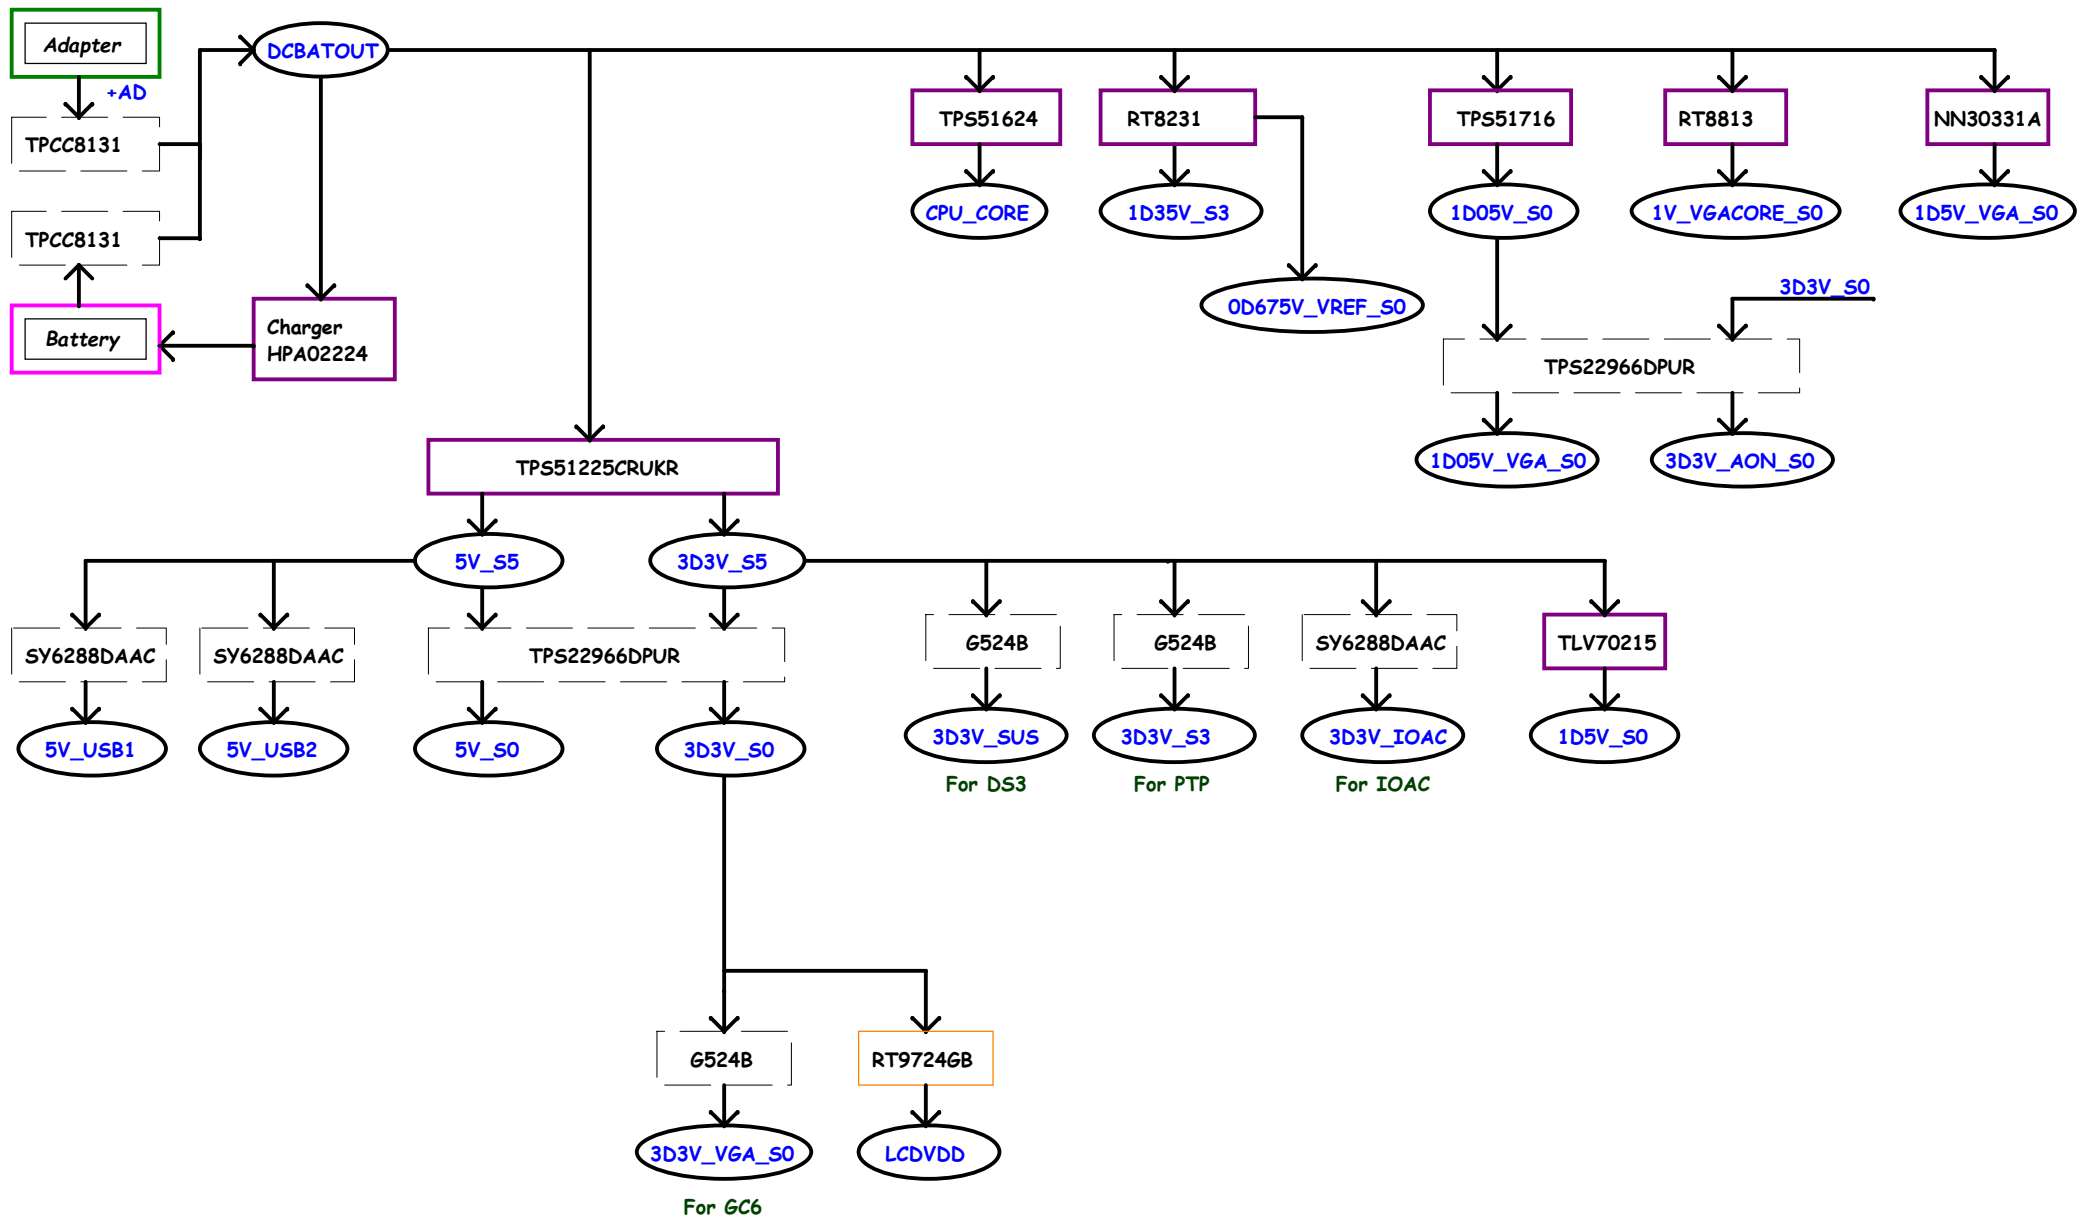 Adapter
DCBATOUT
+AD
TPCC8131
TPS51624
RT8231
TPS51716
RT8813
NN30331A
TPCC8131
CPU_CORE
1D35V_S3
1D05V_S0
1V_VGACORE_S0
1D5V_VGA_S0
Battery
Charger
HPA02224
0D675V_VREF_S0
3D3V_S0
TPS22966DPUR
TPS51225CRUKR
1D05V_VGA_S0
3D3V_AON_S0
5V_S5
3D3V_S5
SY6288DAAC
SY6288DAAC
TPS22966DPUR
G524B
G524B
SY6288DAAC
TLV70215
5V_USB1
5V_USB2
5V_S0
3D3V_S0
3D3V_SUS
3D3V_S3
3D3V_IOAC
1D5V_S0
For DS3
For PTP
For IOAC
G524B
RT9724GB
3D3V_VGA_S0
LCDVDD
For GC6